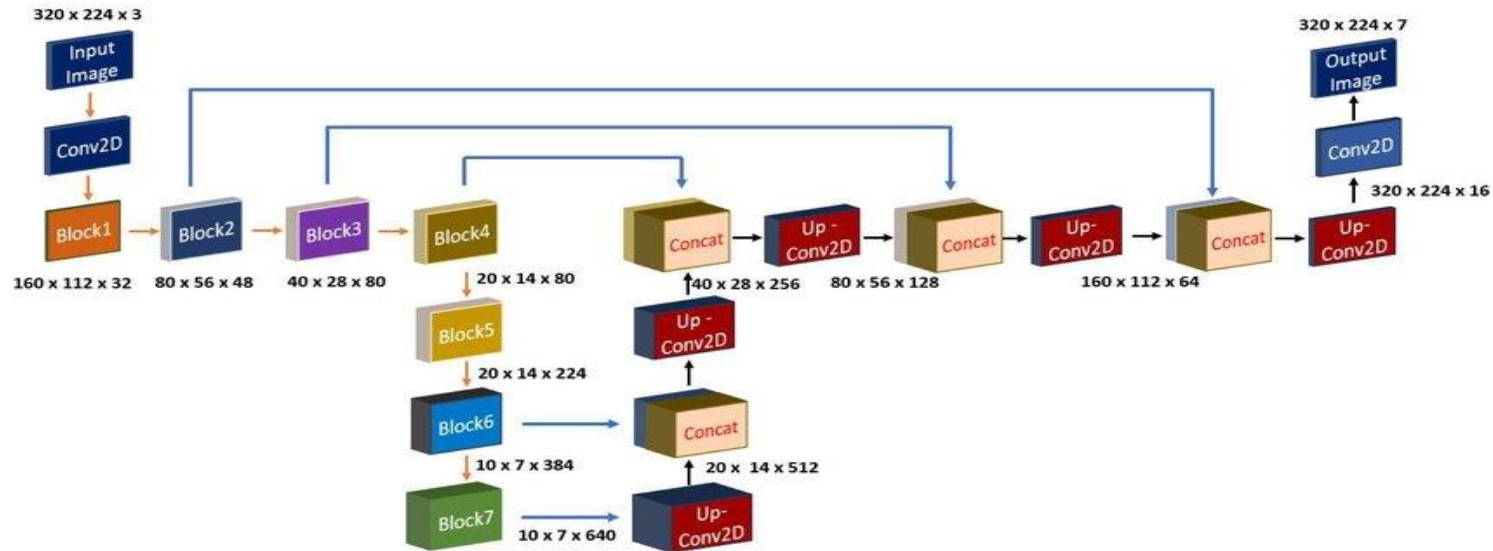 320 x 224 x 3
Input
Image
Conv2D
Block1
160 x 112 x 32
Block2
80 x 56 x 48
Block3
40 x 28 x 80
Block4
20 x 14 x 80
Block5
20 x 14 x 224
Block6
10 x 7 x 384
Block7
10 x 7 x 640
Up-
Conv2D
20 x 14 x 512
Concat
Up -
Conv2D
40 x 28 x 256
Concat
Up -
Conv2D
80 x 56 x 128
Concat
Up-
Conv2D
160 x 112 x 64
Concat
Up-
Conv2D
320 x 224 x 16
Conv2D
Output
Image
320 x 224 x 7